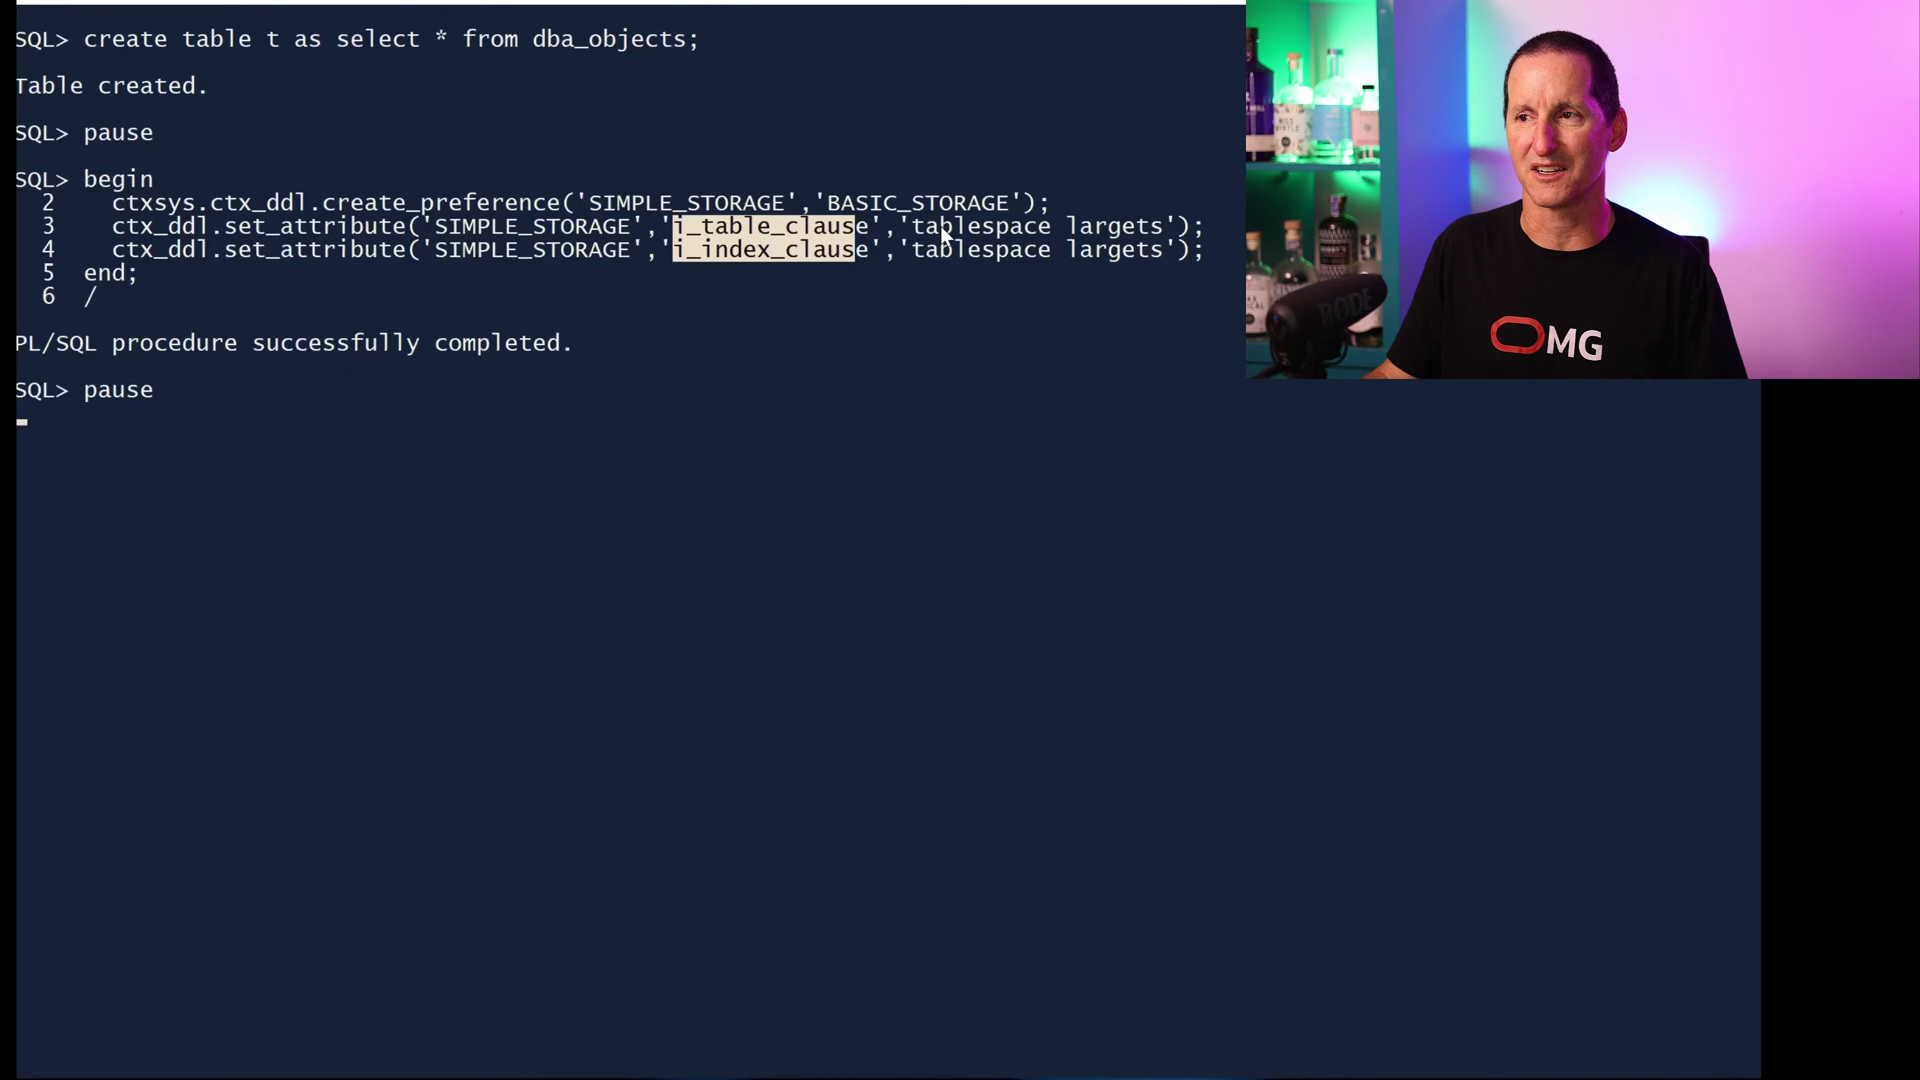 SQL> create table t as select * from dba_objects;
Table created.
SQL> pause
SQL> begin
2 ctxsys.ctx_ddl.create_preference('SIMPLE_STORAGE','BASIC_STORAGE');
3 ctx_ddl.set_attribute('SIMPLE_STORAGE','i_table_clause','tablespace largets');
4 ctx_ddl.set_attribute('SIMPLE_STORAGE','i_index_clause','tablespace largets');
5 end;
6 /
PL/SQL procedure successfully completed.
SQL> pause
RODE
OMG